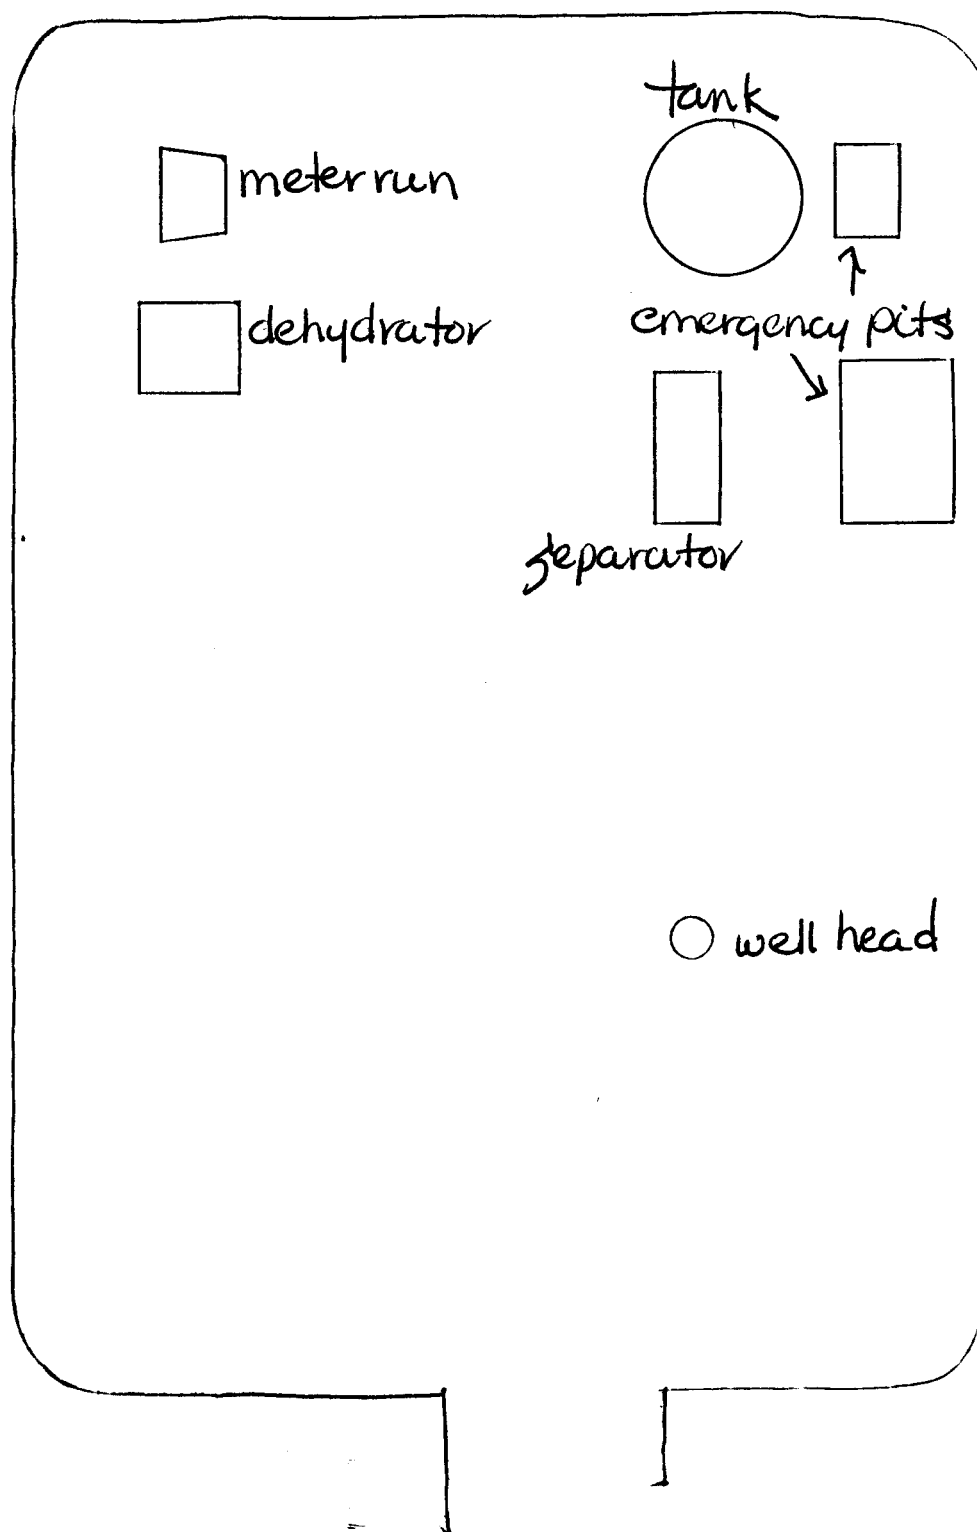 tank
meter run
dehydrator
emergency pits
separator
well head